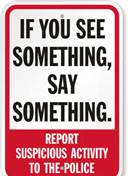 IF YOU SEE
SOMETHING,
SAY
SOMETHING.
REPORT
SUSPICIOUS ACTIVITY
TO THE POLICE